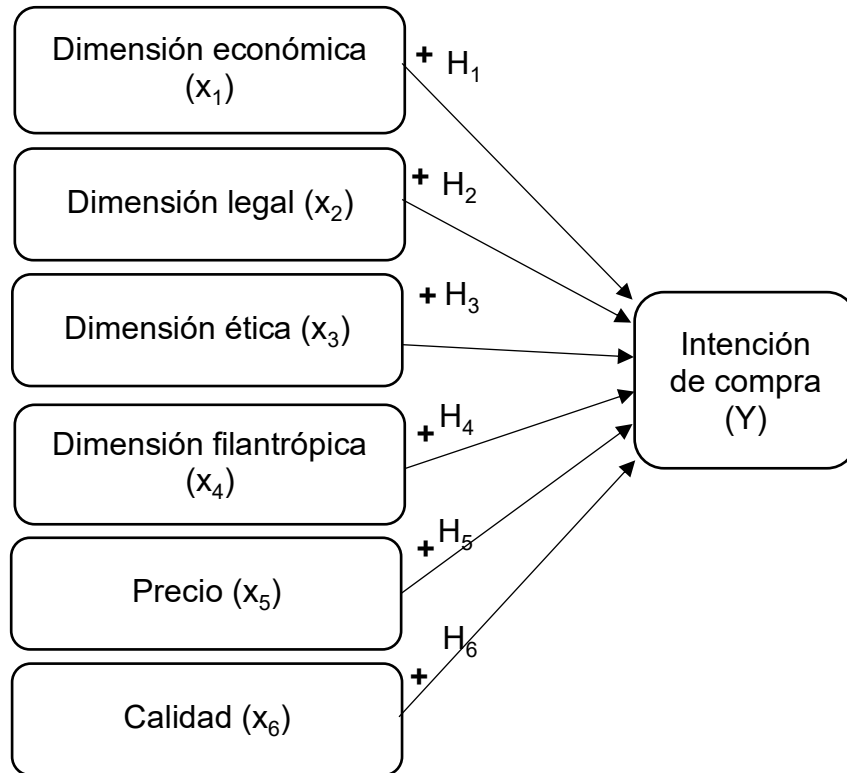 Dimensión económica
(x₁)
+ H₁
Dimensión legal (x₂)
+ H₂
Dimensión ética (x₃)
+ H₃
Intención
de compra
(Y)
Dimensión filantrópica
(x₄)
+ H₄
Precio (x₅)
+ H₅
Calidad (x₆)
+ H₆